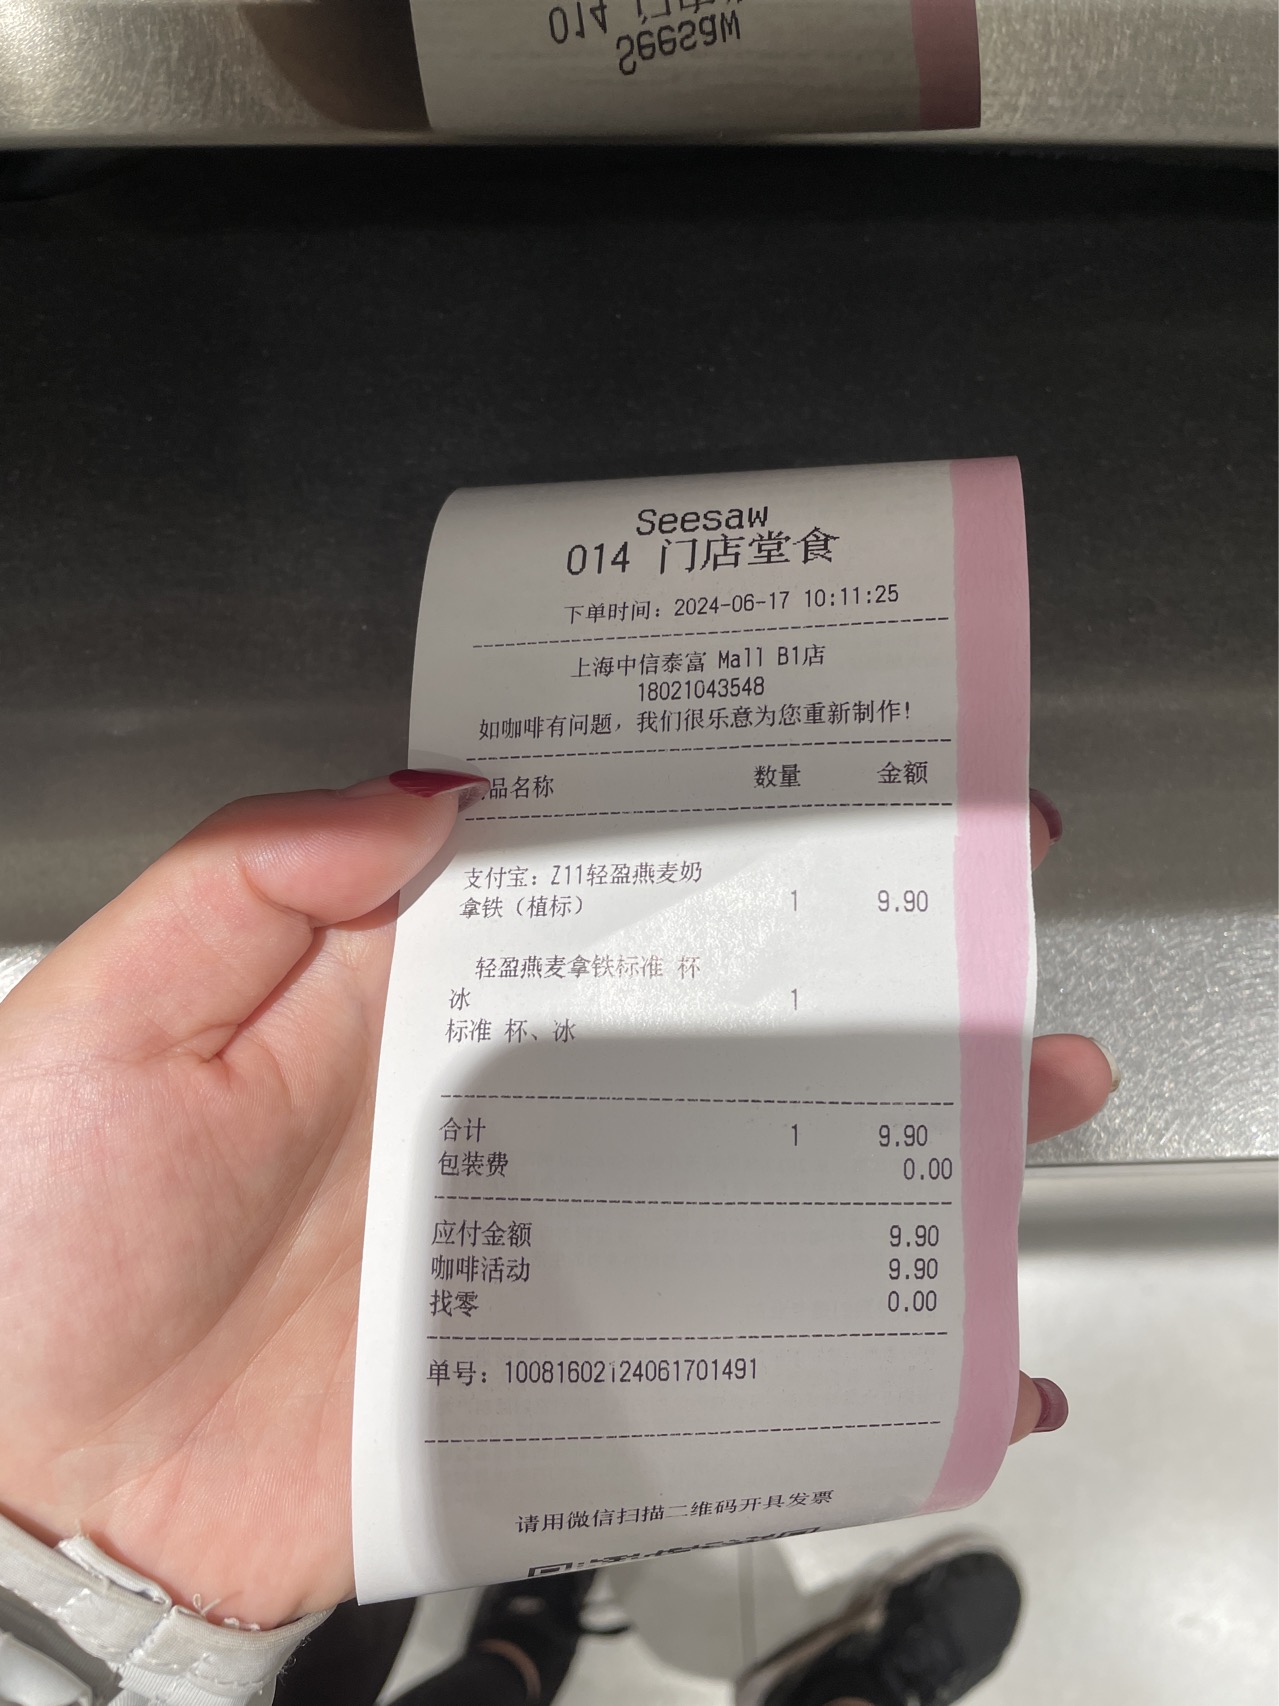 Seesaw
014 门店堂食
下单时间：2024-06-17 10:11:25
上海中信泰富 Mall B1店
18021043548
如咖啡有问题，我们很乐意为您重新制作！
品名称 数量 金额
支付宝：Z11轻盈燕麦奶
拿铁（植标） 1 9.90
轻盈燕麦拿铁标准 杯
冰 1
标准 杯、冰
合计 1 9.90
包装费 0.00
应付金额 9.90
咖啡活动 9.90
找零 0.00
单号：10081602124061701491
请用微信扫描二维码开具发票